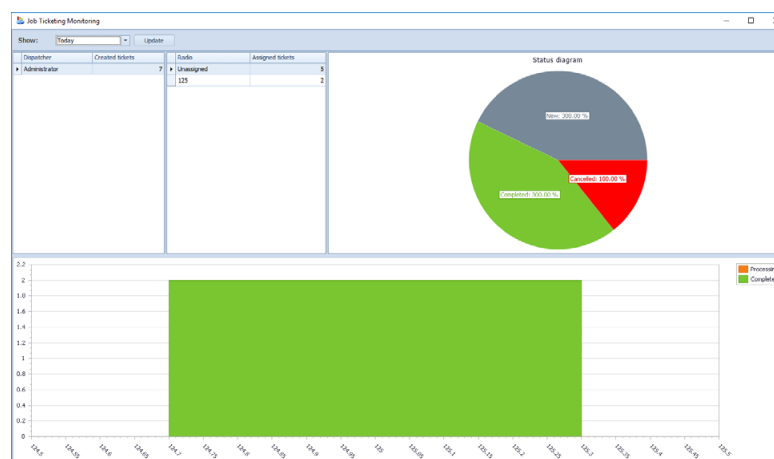 Job Ticketing Monitoring
Show: Today Update
Dispatcher Created tickets
Administrator 7
Radio Assigned tickets
Unassigned 5
125 2
Status diagram
New: 300.00 %
Cancelled: 100.00 %
Completed: 300.00 %
Processin
Complete
2.2
2
1.8
1.6
1.4
1.2
1
0.8
0.6
0.4
0.2
0
124.5 124.55 124.6 124.65 124.7 124.75 124.8 124.85 124.9 124.95 125 125.05 125.1 125.15 125.2 125.25 125.3 125.35 125.4 125.45 125.5